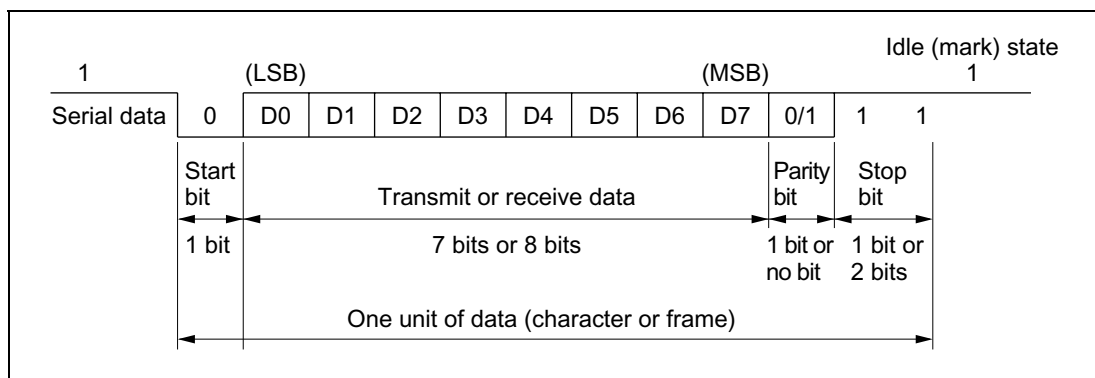 Idle (mark) state
1 (LSB) (MSB) 1
Serial data 0 D0 D1 D2 D3 D4 D5 D6 D7 0/1 1 1
Start bit
Transmit or receive data
Parity bit
Stop bit
1 bit
7 bits or 8 bits
1 bit or no bit
1 bit or 2 bits
One unit of data (character or frame)